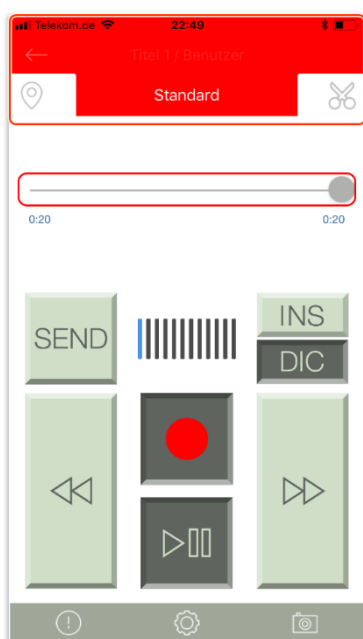 Telekom.de 22:49
Titel 1 / Benutzer
Standard
0:20 0:20
SEND
INS
DIC